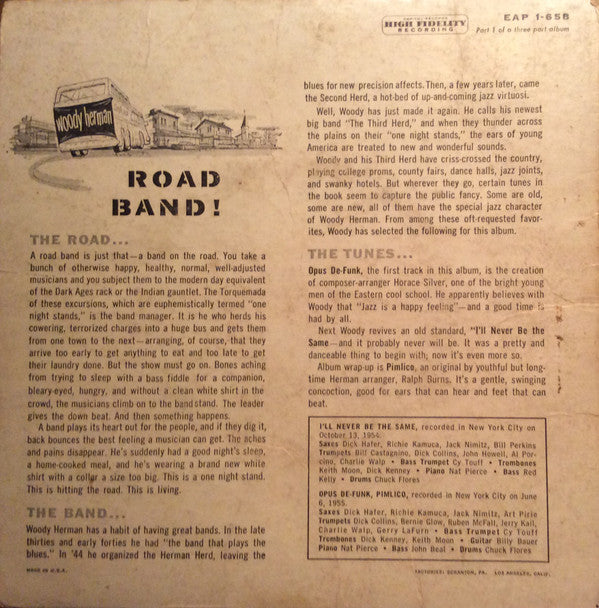 CAPITOL RECORDS
HIGH FIDELITY
RECORDING
EAP 1-658
Part 1 of a three part album
woody herman
ROAD
BAND!
THE ROAD...
A road band is just that—a band on the road. You take a
bunch of otherwise happy, healthy, normal, well-adjusted
musicians and you subject them to the modern day equivalent
of the Dark Ages rack or the Indian gauntlet. The Torquemada
of these excursions, which are euphemistically termed "one
night stands," is the band manager. It is he who herds his
cowering, terrorized charges into a huge bus and gets them
from one town to the next—arranging, of course, that they
arrive too early to get anything to eat and too late to get
their laundry done. But the show must go on. Bones aching
from trying to sleep with a bass fiddle for a companion,
bleary-eyed, hungry, and without a clean white shirt in the
crowd, the musicians climb on to the bandstand. The leader
gives the down beat. And then something happens.
A band plays its heart out for the people, and if they dig it,
back bounces the best feeling a musician can get. The aches
and pains disappear. He's suddenly had a good night's sleep,
a home-cooked meal, and he's wearing a brand new white
shirt with a collar a size too big. This is a one night stand.
This is hitting the road. This is living.
THE BAND...
Woody Herman has a habit of having great bands. In the late
thirties and early forties he had "the band that plays the
blues." In '44 he organized the Herman Herd, leaving the
MADE IN U.S.A.
blues for new precision affects. Then, a few years later, came
the Second Herd, a hot-bed of up-and-coming jazz virtuosi.
Well, Woody has just made it again. He calls his newest
big band "The Third Herd," and when they thunder across
the plains on their "one night stands," the ears of young
America are treated to new and wonderful sounds.
Woody and his Third Herd have criss-crossed the country,
playing college proms, county fairs, dance halls, jazz joints,
and swanky hotels. But wherever they go, certain tunes in
the book seem to capture the public fancy. Some are old,
some are new, all of them have the special jazz character
of Woody Herman. From among these oft-requested favor-
ites, Woody has selected the following for this album.
THE TUNES...
Opus De-Funk, the first track in this album, is the creation
of composer-arranger Horace Silver, one of the bright young
men of the Eastern cool school. He apparently believes with
Woody that "Jazz is a happy feeling"—and a good time is
had by all.
Next Woody revives an old standard, "I'll Never Be the
Same—and it probably never will be. It was a pretty and
danceable thing to begin with; now it's even more so.
Album wrap-up is Pimlico, an original by youthful but long-
time Herman arranger, Ralph Burns. It's a gentle, swinging
concoction, good for ears that can hear and feet that can
beat.
I'LL NEVER BE THE SAME, recorded in New York City on
October 13, 1954:
Saxes Dick Hafer, Richie Kamuca, Jack Nimitz, Bill Perkins
Trumpets Bill Castagnino, Dick Collins, John Howell, Al Por-
cino, Charlie Walp • Bass Trumpet Cy Touff • Trombones
Keith Moon, Dick Kenney • Piano Nat Pierce • Bass Red
Kelly • Drums Chuck Flores
OPUS DE-FUNK, PIMLICO, recorded in New York City on June
6, 1955.
Saxes Dick Hafer, Richie Kamuca, Jack Nimitz, Art Pirie
Trumpets Dick Collins, Bernie Glow, Ruben McFall, Jerry Kail,
Charlie Walp, Gerry LaFurn • Bass Trumpet Cy Touff
Trombones Dick Kenney, Keith Moon • Guitar Billy Bauer
Piano Nat Pierce • Bass John Beal • Drums Chuck Flores
FACTORIES: SCRANTON, PA. LOS ANGELES, CALIF.